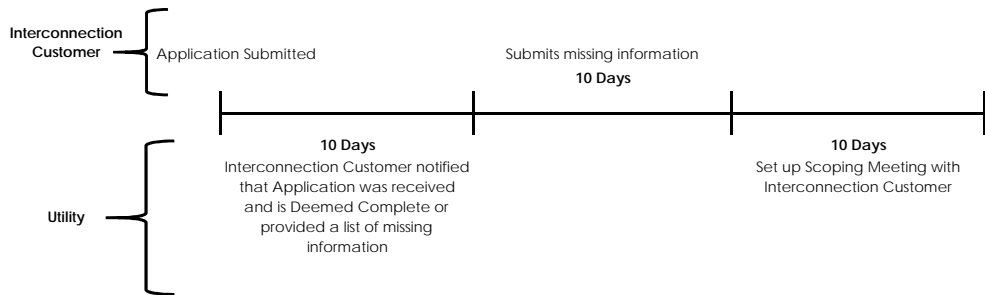 Interconnection
Customer
Application Submitted
Submits missing information
10 Days
10 Days
Interconnection Customer notified
that Application was received
and is Deemed Complete or
provided a list of missing
information
10 Days
Set up Scoping Meeting with
Interconnection Customer
Utility